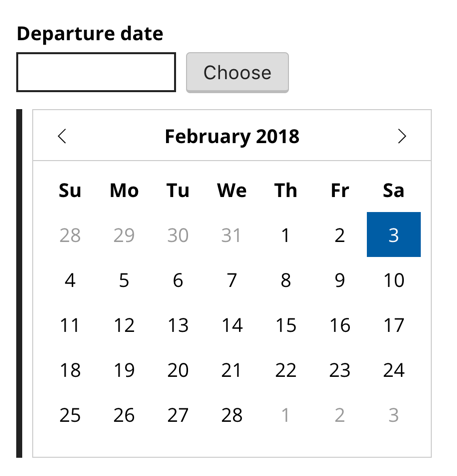 Departure date
Choose
February 2018
Su Mo Tu We Th Fr Sa
28 29 30 31 1 2 3
4 5 6 7 8 9 10
11 12 13 14 15 16 17
18 19 20 21 22 23 24
25 26 27 28 1 2 3